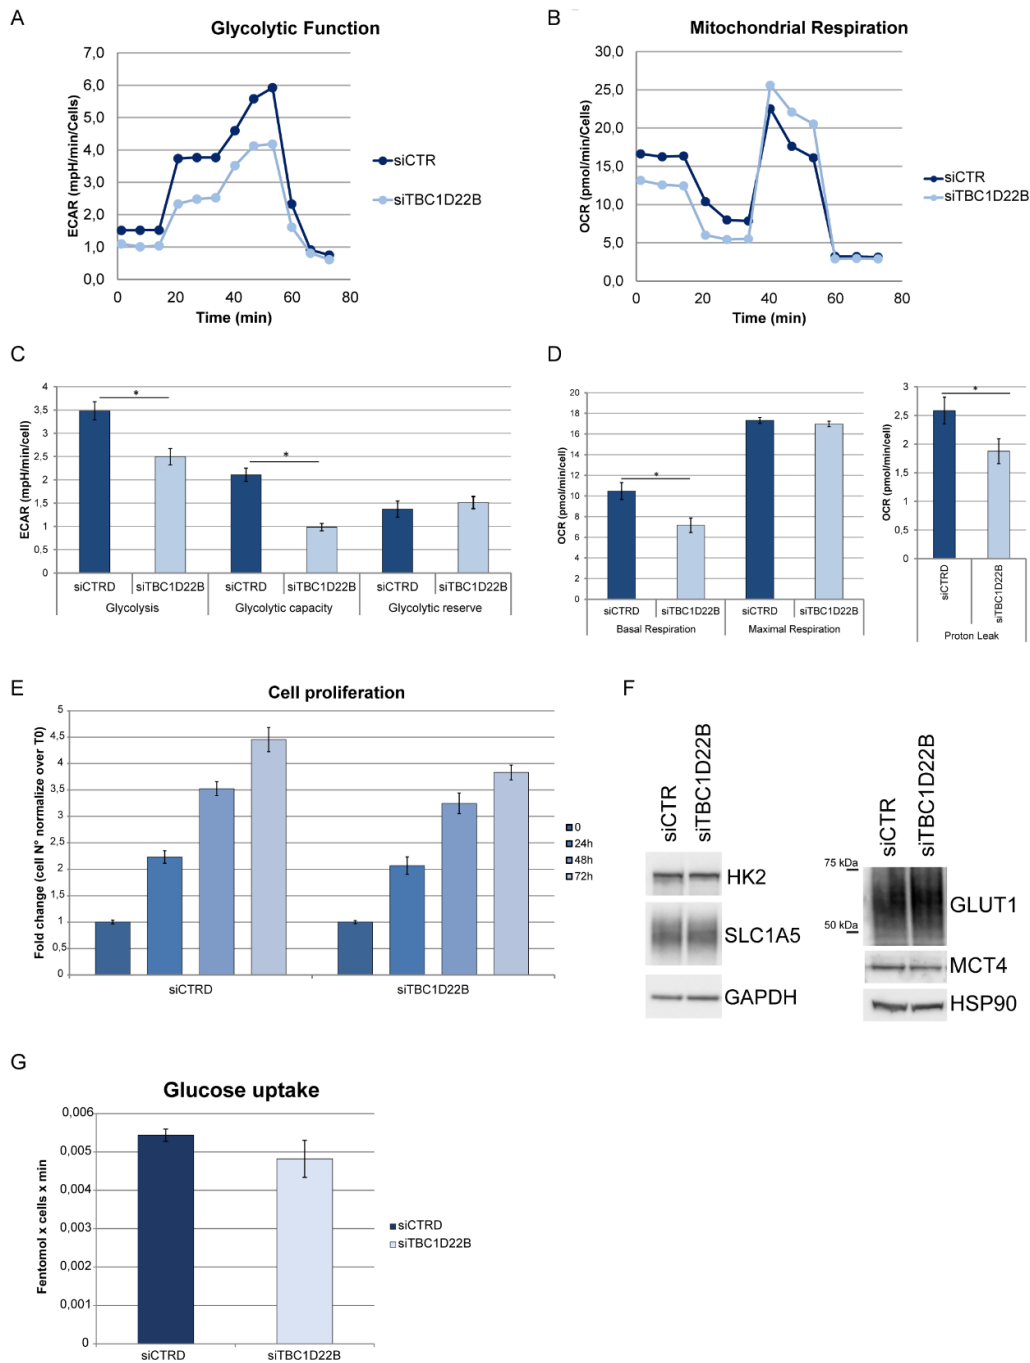 A
Glycolytic Function
7,0
6,0
5,0
4,0
3,0
2,0
1,0
0,0
ECAR (mpH/min/Cells)
0 20 40 60 80
Time (min)
siCTR
siTBC1D22B
B
Mitochondrial Respiration
30,0
25,0
20,0
15,0
10,0
5,0
0,0
OCR (pmol/min/Cells)
0 20 40 60 80
Time (min)
siCTR
siTBC1D22B
C
4
3,5
3
2,5
2
1,5
1
0,5
0
ECAR (mpH/min/cell)
* *
siCTRD siTBC1D22B siCTRD siTBC1D22B siCTRD siTBC1D22B
Glycolysis Glycolytic capacity Glycolytic reserve
D
20
18
16
14
12
10
8
6
4
2
0
OCR (pmol/min/cell)
*
siCTRD siTBC1D22B siCTRD siTBC1D22B
Basal Respiration Maximal Respiration
3
2,5
2
1,5
1
0,5
0
OCR (pmol/min/cell)
*
siCTRD
siTBC1D22B
Proton Leak
E
Cell proliferation
5
4,5
4
3,5
3
2,5
2
1,5
1
0,5
0
Fold change (cell N° normalize over T0)
siCTRD siTBC1D22B
0
24h
48h
72h
F
siCTR
siTBC1D22B
HK2
SLC1A5
GAPDH
siCTR
siTBC1D22B
75 kDa
50 kDa
GLUT1
MCT4
HSP90
G
Glucose uptake
0,006
0,005
0,004
0,003
0,002
0,001
0
Fentomol x cells x min
siCTRD siTBC1D22B
siCTRD
siTBC1D22B